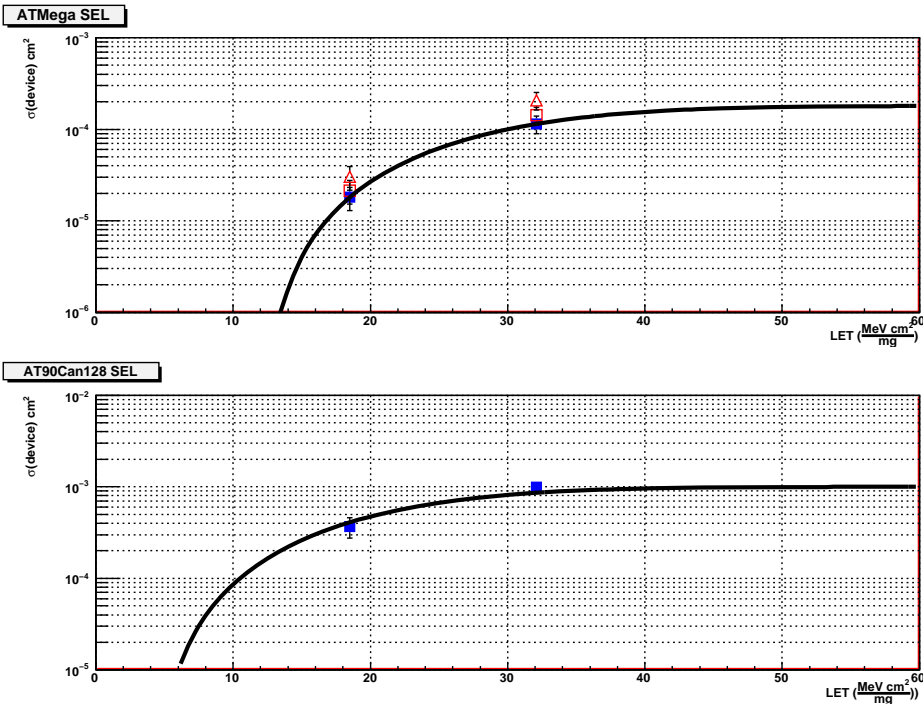 ATMega SEL
σ(device) cm²
10⁻³
10⁻⁴
10⁻⁵
10⁻⁶
0 10 20 30 40 50 60
LET (MeV cm²/mg)
AT90Can128 SEL
σ(device) cm²
10⁻²
10⁻³
10⁻⁴
10⁻⁵
0 10 20 30 40 50 60
LET (MeV cm²/mg))